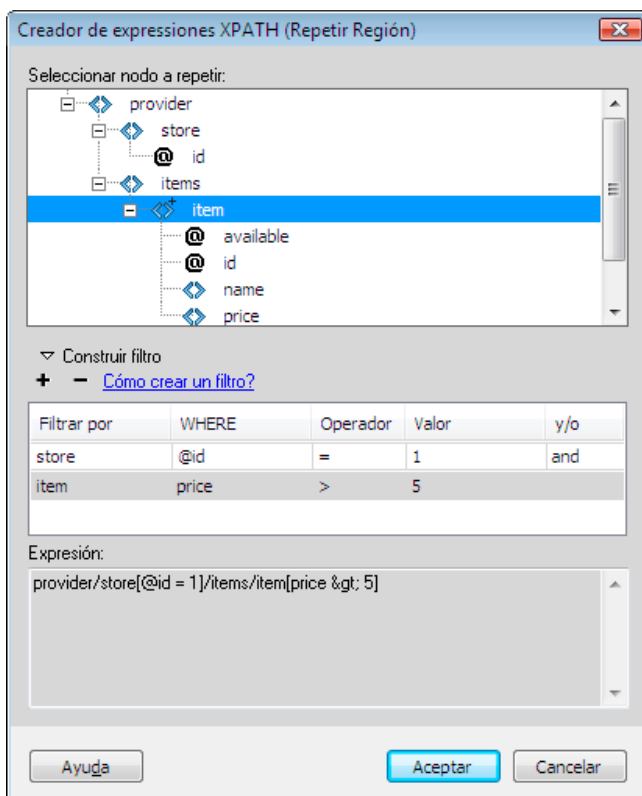 Creador de expresiones XPATH (Repetir Región)
Seleccionar nodo a repetir:
provider
store
@ id
items
item
@ available
@ id
name
price
Construir filtro
+ − Cómo crear un filtro?
Filtrar por WHERE Operador Valor y/o
store @id = 1 and
item price > 5
Expresión:
provider/store[@id = 1]/items/item[price &gt; 5]
Ayuda Aceptar Cancelar